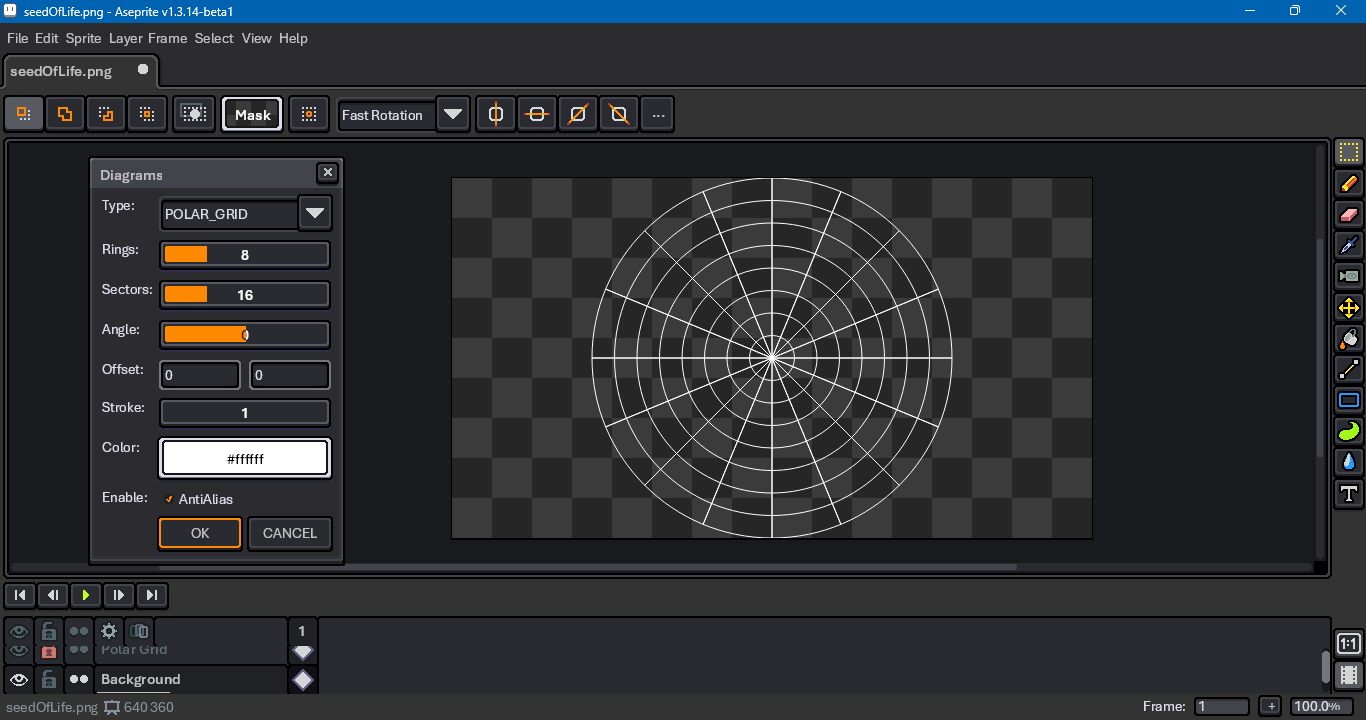 seedOfLife.png - Aseprite v1.3.14-beta1
File Edit Sprite Layer Frame Select View Help
seedOfLife.png
Mask
Fast Rotation
...
Diagrams
Type: POLAR_GRID
Rings: 8
Sectors: 16
Angle: 0
Offset: 0 0
Stroke: 1
Color: #ffffff
Enable: AntiAlias
OK CANCEL
T
1
Polar Grid
1:1
Background
seedOfLife.png 640 360
Frame: 1 + 100.0%